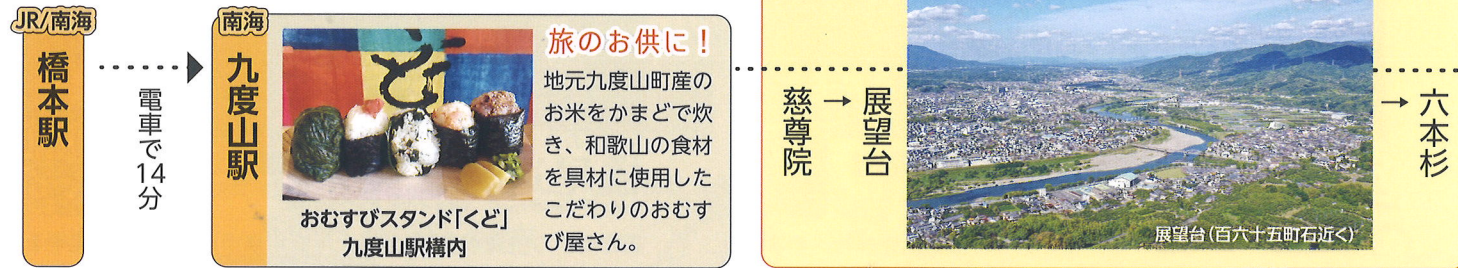 JR/南海
橋本駅
電車で14分
南海
九度山駅
くど
おむすびスタンド「くど」
九度山駅構内
旅のお供に！
地元九度山町産の
お米をかまどで炊
き、和歌山の食材
を具材に使用した
こだわりのおむす
び屋さん。
慈尊院
→
展望台
展望台(百六十五町石近く)
→
六本杉